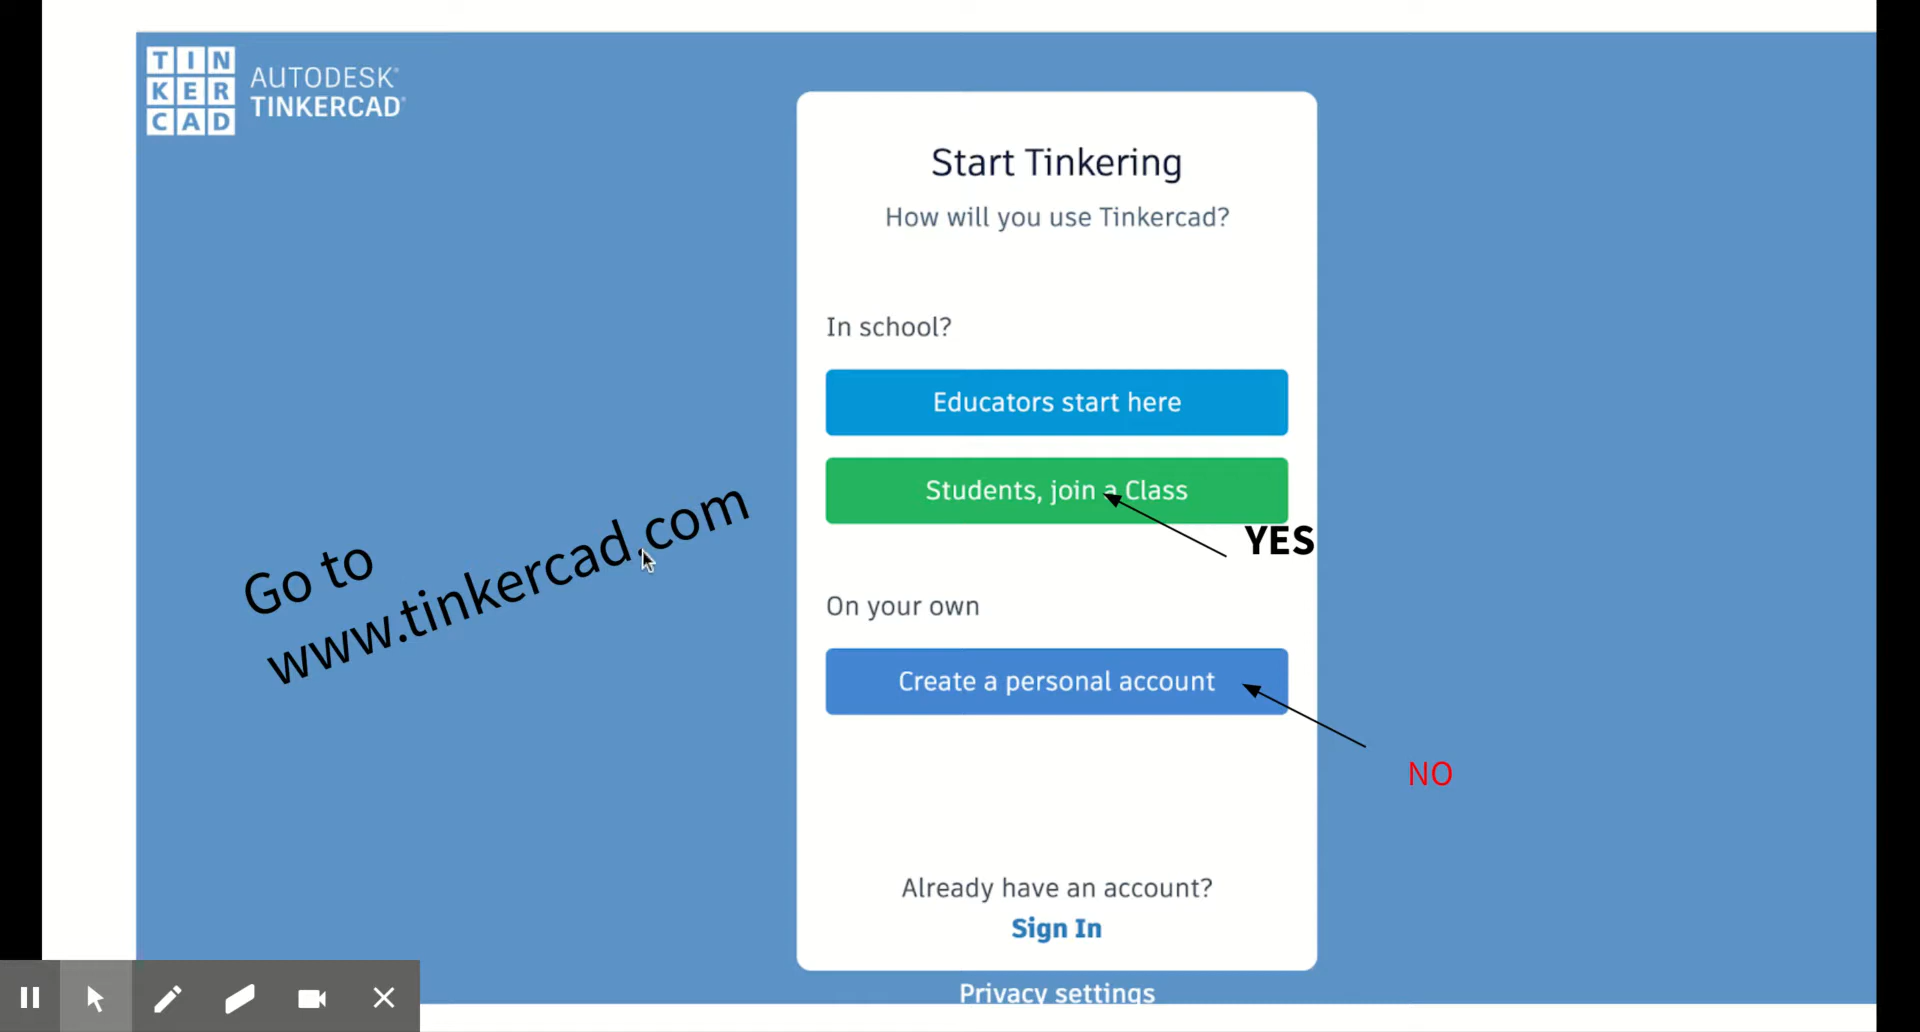 TIN
KER
CAD
AUTODESK®
TINKERCAD®
Start Tinkering
How will you use Tinkercad?
In school?
Educators start here
Students, join a Class
YES
Go to
www.tinkercad.com
On your own
Create a personal account
NO
Already have an account?
Sign In
Privacy settings